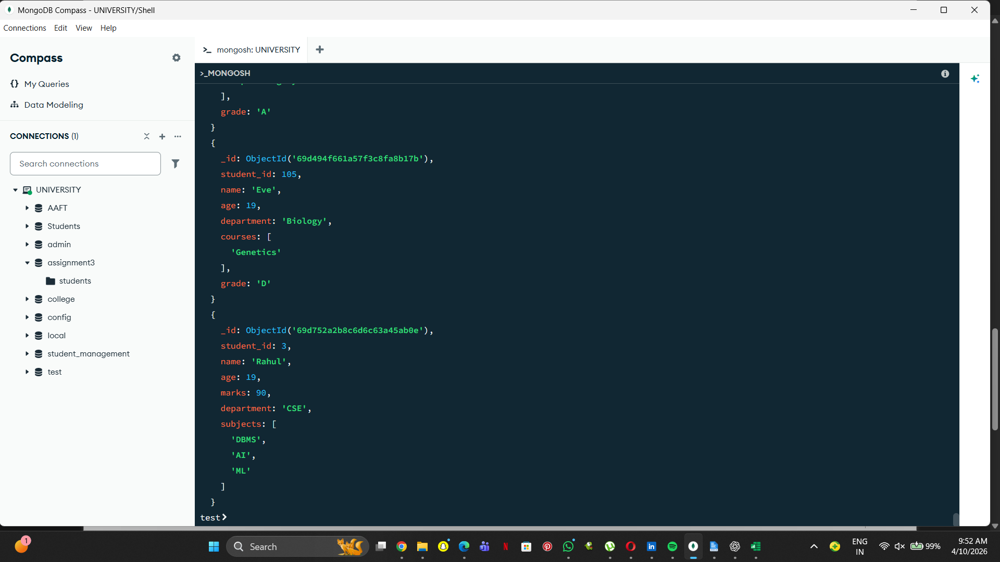 MongoDB Compass - UNIVERSITY/Shell
Connections Edit View Help
Compass
My Queries
Data Modeling
CONNECTIONS (1)
Search connections
UNIVERSITY
AAFT
Students
admin
assignment3
students
college
config
local
student_management
test
>_ mongosh: UNIVERSITY
>_MONGOSH
],
grade: 'A'
}
{
_id: ObjectId('69d494f661a57f3c8fa8b17b'),
student_id: 105,
name: 'Eve',
age: 19,
department: 'Biology',
courses: [
'Genetics'
],
grade: 'D'
}
{
_id: ObjectId('69d752a2b8c6d6c63a45ab0e'),
student_id: 3,
name: 'Rahul',
age: 19,
marks: 90,
department: 'CSE',
subjects: [
'DBMS',
'AI',
'ML'
]
}
test>
1
Search
ENG
IN
99%
9:52 AM
4/10/2026